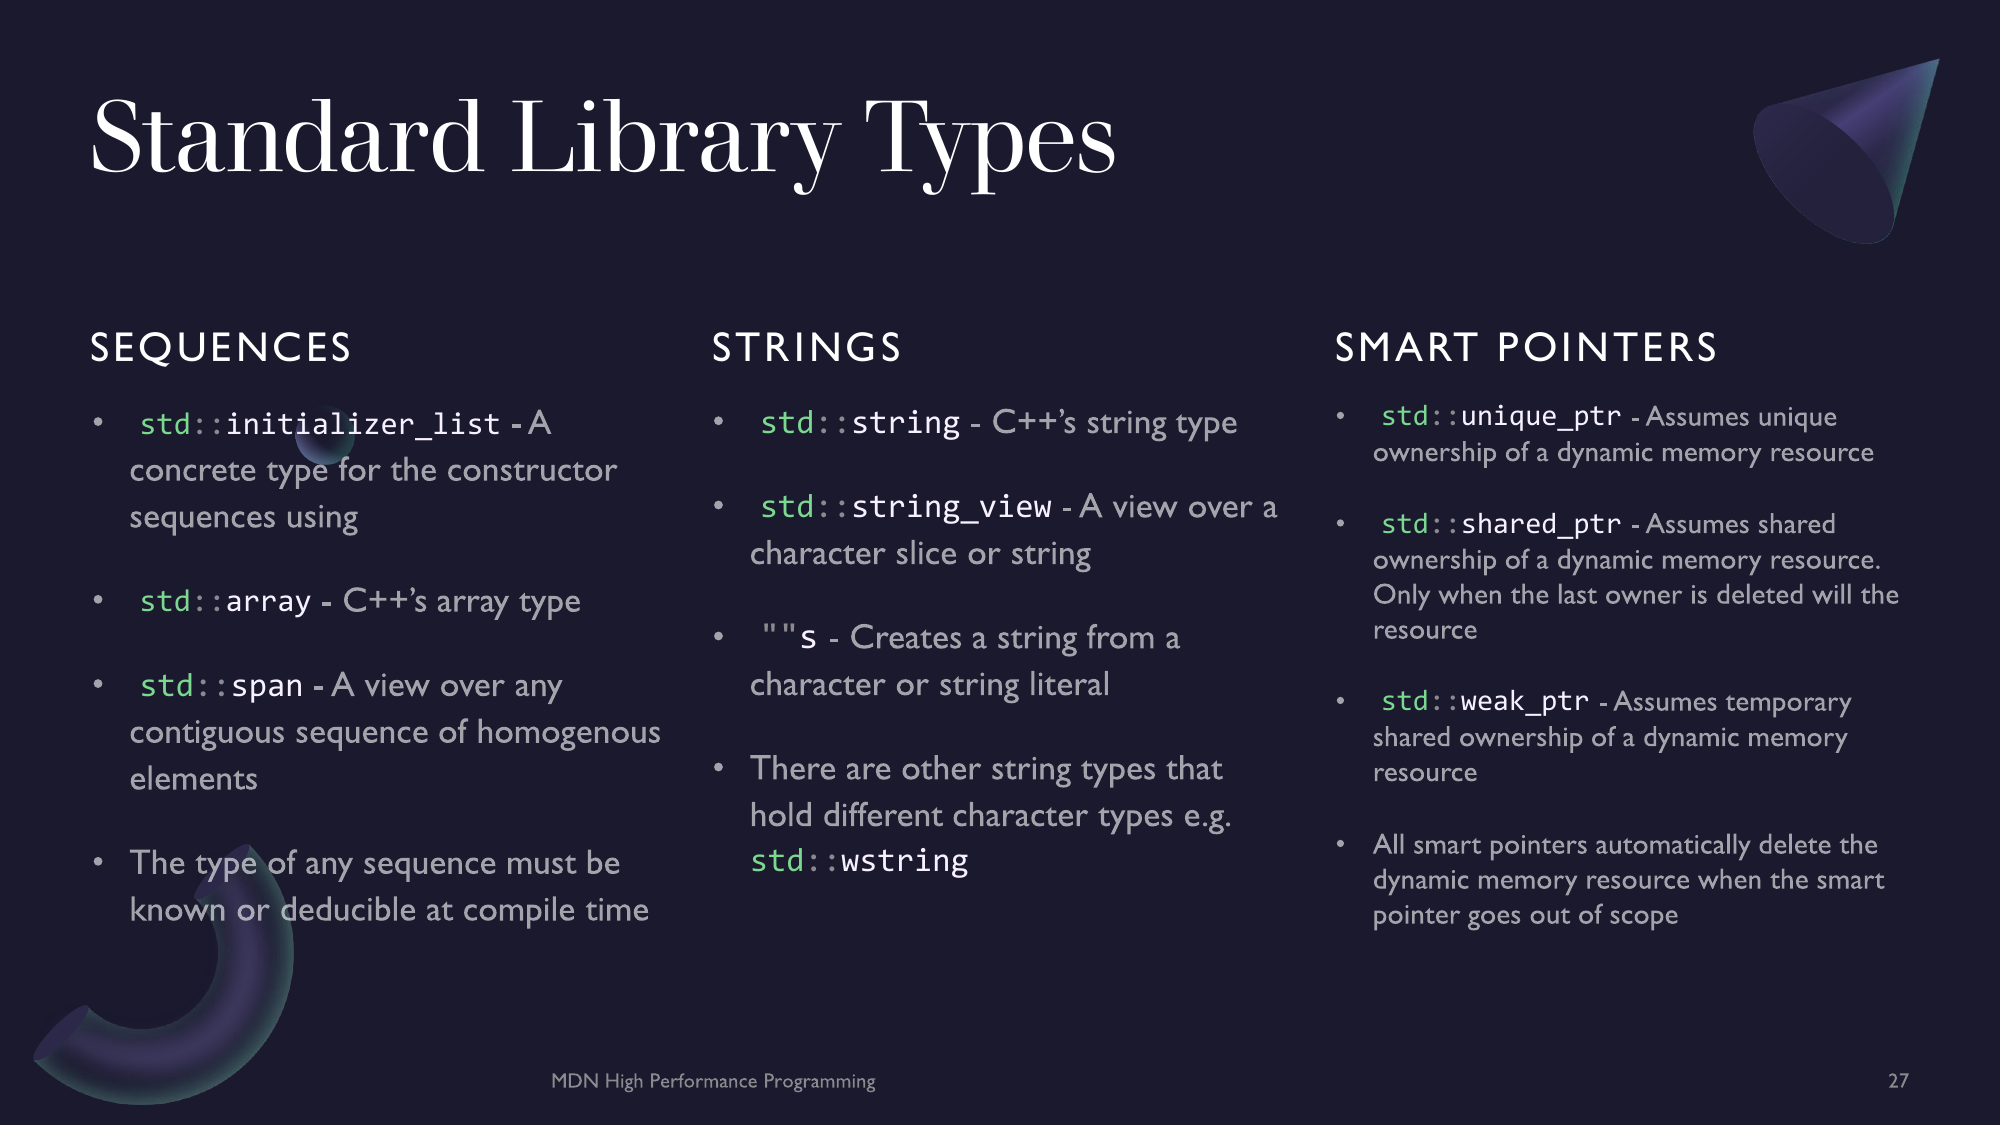 Standard Library Types
SEQUENCES
• std::initializer_list - A
concrete type for the constructor
sequences using
• std::array - C++’s array type
• std::span - A view over any
contiguous sequence of homogenous
elements
• The type of any sequence must be
known or deducible at compile time
STRINGS
• std::string - C++’s string type
• std::string_view - A view over a
character slice or string
• ""s - Creates a string from a
character or string literal
• There are other string types that
hold different character types e.g.
std::wstring
SMART POINTERS
• std::unique_ptr - Assumes unique
ownership of a dynamic memory resource
• std::shared_ptr - Assumes shared
ownership of a dynamic memory resource.
Only when the last owner is deleted will the
resource
• std::weak_ptr - Assumes temporary
shared ownership of a dynamic memory
resource
• All smart pointers automatically delete the
dynamic memory resource when the smart
pointer goes out of scope
MDN High Performance Programming
27